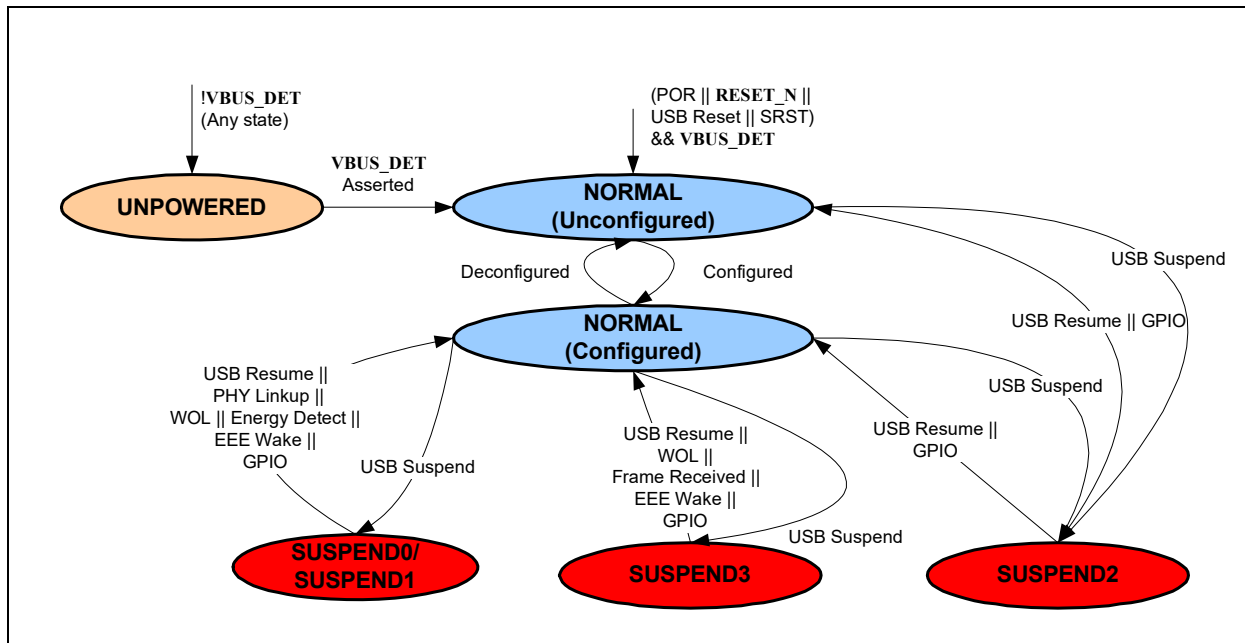 !VBUS_DET
(Any state)
(POR || RESET_N ||
USB Reset || SRST)
&& VBUS_DET
VBUS_DET
Asserted
UNPOWERED
NORMAL
(Unconfigured)
Deconfigured
Configured
USB Suspend
NORMAL
(Configured)
USB Resume || GPIO
USB Resume ||
PHY Linkup ||
WOL || Energy Detect ||
EEE Wake ||
GPIO
USB Suspend
USB Resume ||
WOL ||
Frame Received ||
EEE Wake ||
GPIO
USB Suspend
USB Resume ||
GPIO
USB Suspend
SUSPEND0/
SUSPEND1
SUSPEND3
SUSPEND2